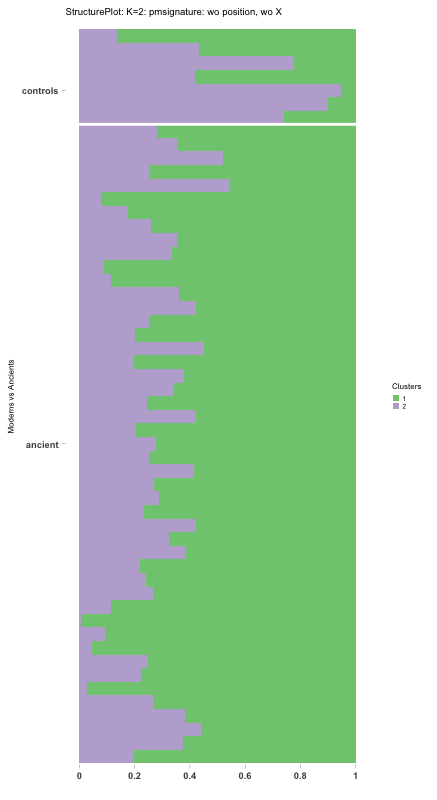 StructurePlot: K=2: pmsignature: wo position, wo X
controls
Moderns vs Ancients
ancient
Clusters
1
2
0 0.2 0.4 0.6 0.8 1